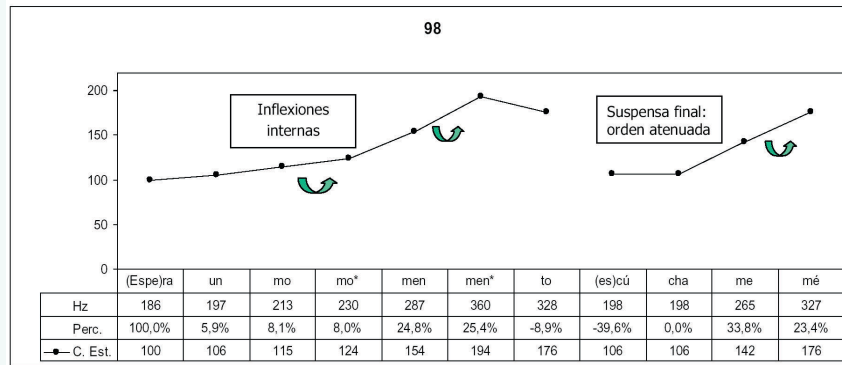 98
200
150
100
50
0
Inflexiones
internas
Suspensa final:
orden atenuada
(Espe)ra un mo mo* men men* to (es)cú cha me mé
Hz 186 197 213 230 287 360 328 198 198 265 327
Perc. 100,0% 5,9% 8,1% 8,0% 24,8% 25,4% -8,9% -39,6% 0,0% 33,8% 23,4%
C. Est. 100 106 115 124 154 194 176 106 106 142 176